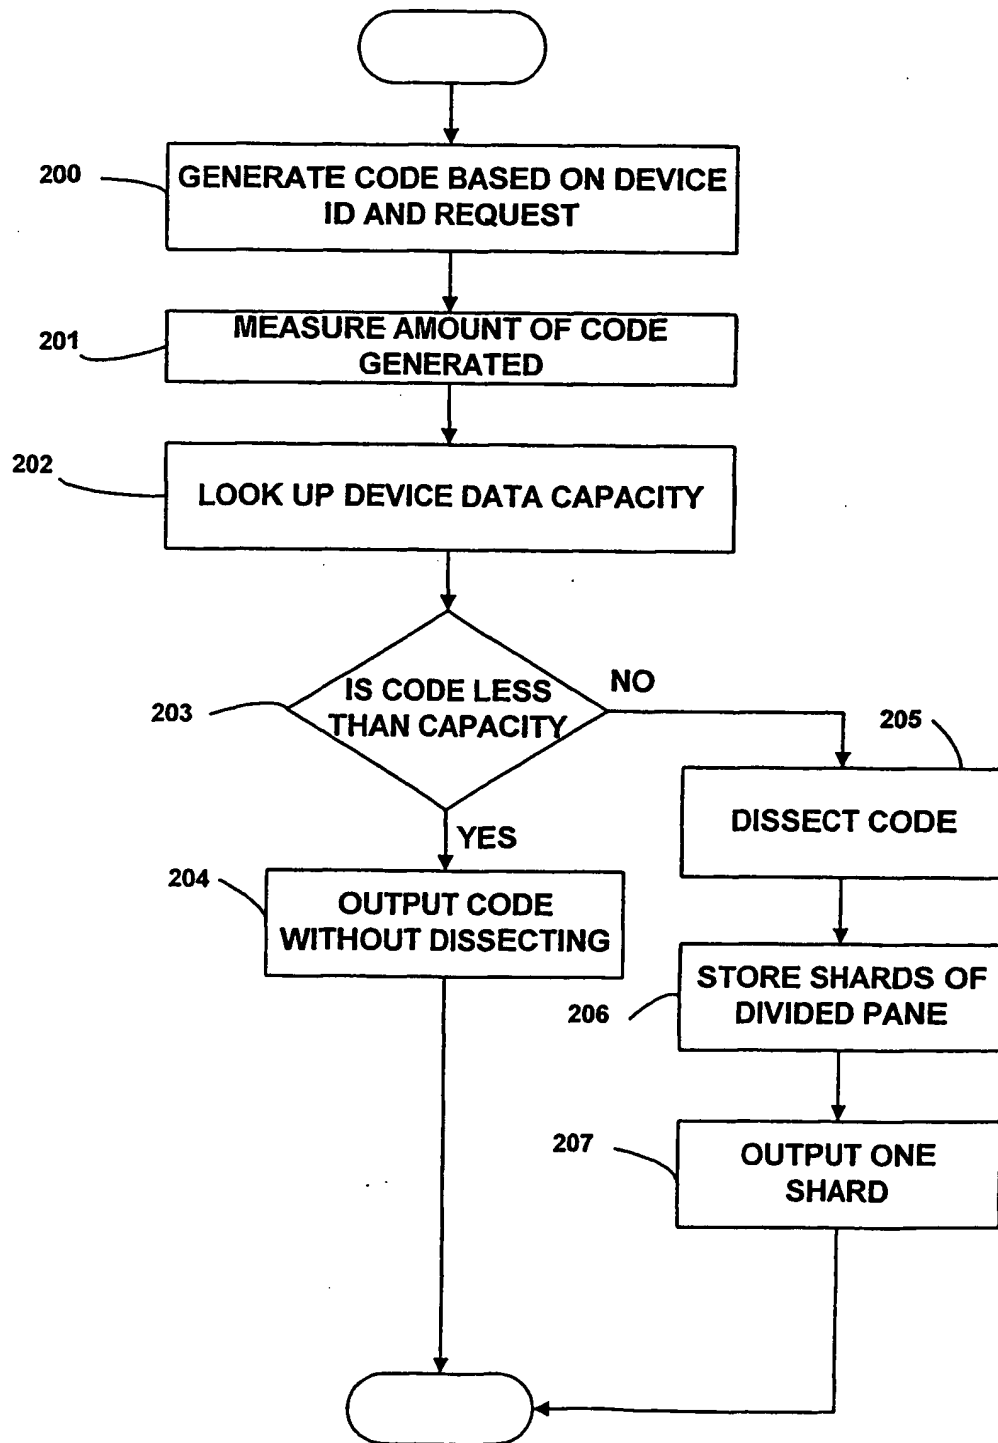 200
GENERATE CODE BASED ON DEVICE
ID AND REQUEST
201
MEASURE AMOUNT OF CODE
GENERATED
202
LOOK UP DEVICE DATA CAPACITY
203
IS CODE LESS
THAN CAPACITY
NO
205
DISSECT CODE
YES
204
OUTPUT CODE
WITHOUT DISSECTING
206
STORE SHARDS OF
DIVIDED PANE
207
OUTPUT ONE
SHARD